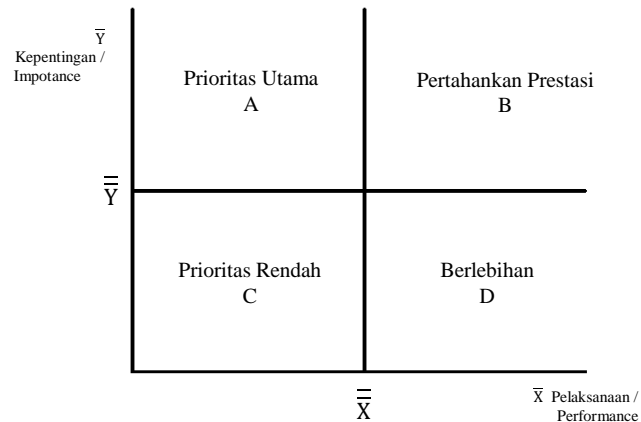 Y̅
Kepentingan /
Impotance
Prioritas Utama
A
Pertahankan Prestasi
B
Y̿
Prioritas Rendah
C
Berlebihan
D
X̿
X̅ Pelaksanaan /
Performance